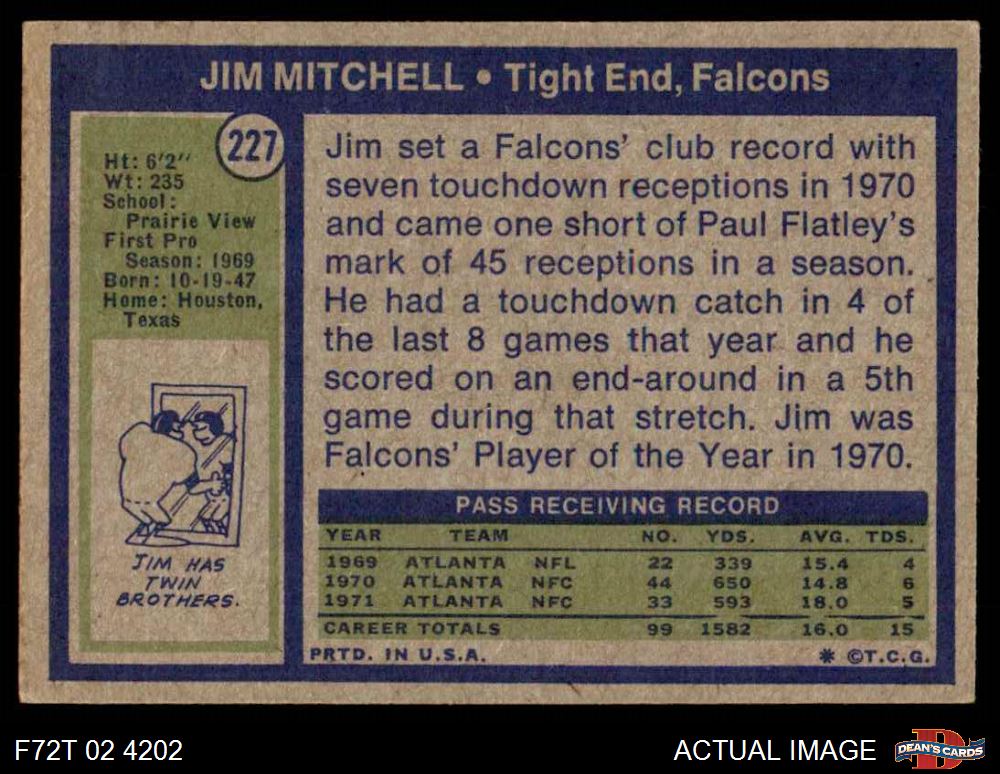 JIM MITCHELL • Tight End, Falcons
227
Ht: 6'2''
Wt: 235
School:
Prairie View
First Pro
Season: 1969
Born: 10-19-47
Home: Houston,
Texas
JIM HAS
TWIN
BROTHERS.
Jim set a Falcons' club record with
seven touchdown receptions in 1970
and came one short of Paul Flatley's
mark of 45 receptions in a season.
He had a touchdown catch in 4 of
the last 8 games that year and he
scored on an end-around in a 5th
game during that stretch. Jim was
Falcons' Player of the Year in 1970.
PASS RECEIVING RECORD
YEAR TEAM NO. YDS. AVG. TDS.
1969 ATLANTA NFL 22 339 15.4 4
1970 ATLANTA NFC 44 650 14.8 6
1971 ATLANTA NFC 33 593 18.0 5
CAREER TOTALS 99 1582 16.0 15
PRTD. IN U.S.A. * ©T.C.G.
F72T 02 4202 ACTUAL IMAGE DEAN'S CARDS